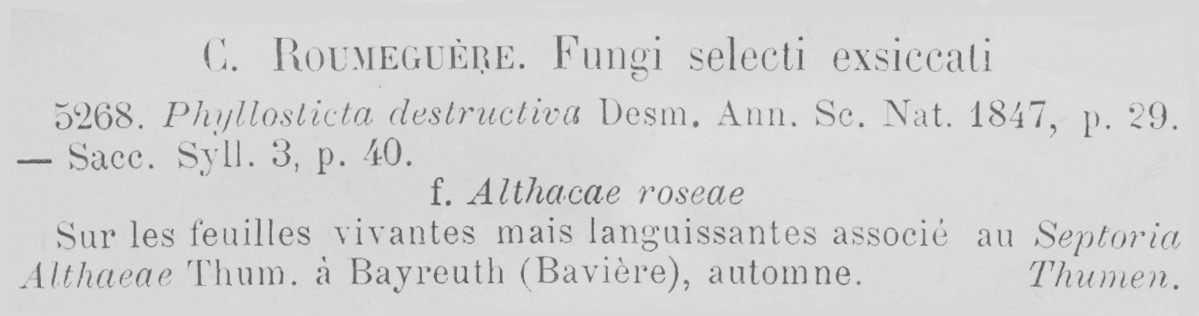 C. ROUMEGUÈRE. Fungi selecti exsiccati
5268. Phyllosticta destructiva Desm. Ann. Sc. Nat. 1847, p. 29.
— Sacc. Syll. 3, p. 40.
f. Althacae roseae
Sur les feuilles vivantes mais languissantes associé au Septoria
Althaeae Thum. à Bayreuth (Bavière), automne. Thumen.